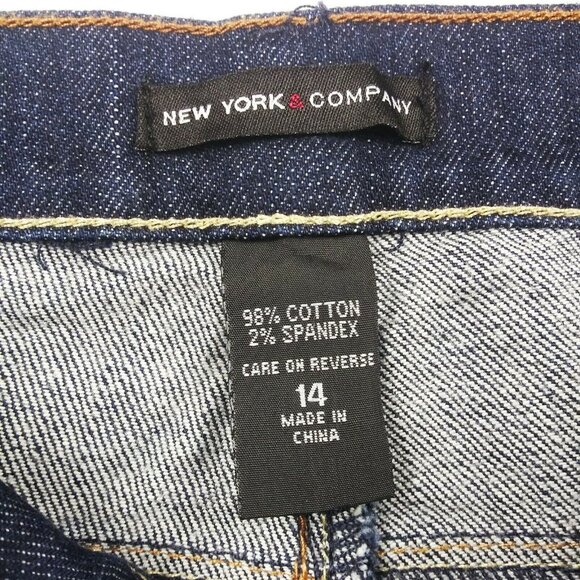 NEW YORK & COMPANY
98% COTTON
2% SPANDEX
CARE ON REVERSE
14
MADE IN
CHINA